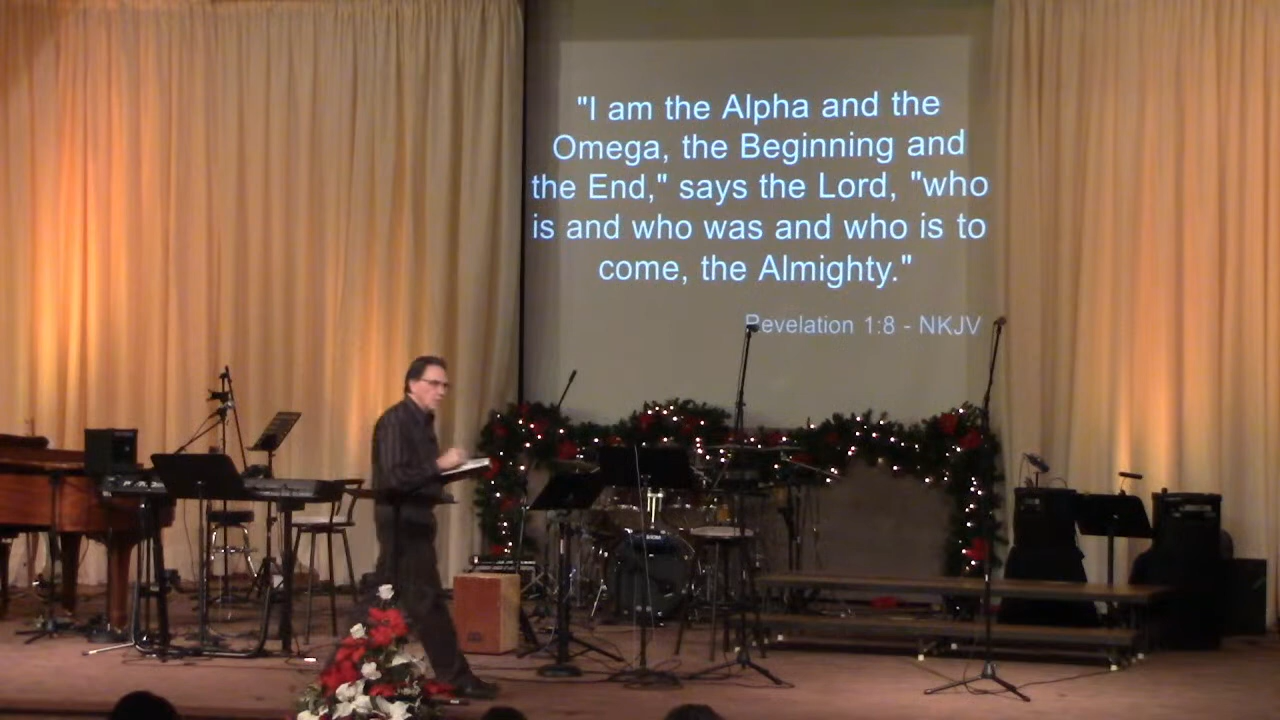 "I am the Alpha and the
Omega, the Beginning and
the End," says the Lord, "who
is and who was and who is to
come, the Almighty."
Revelation 1:8 - NKJV